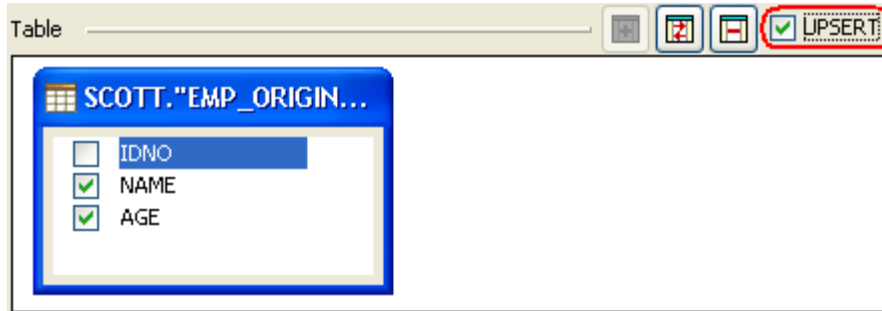 Table
UPSERT
SCOTT."EMP_ORIGIN...
IDNO
NAME
AGE